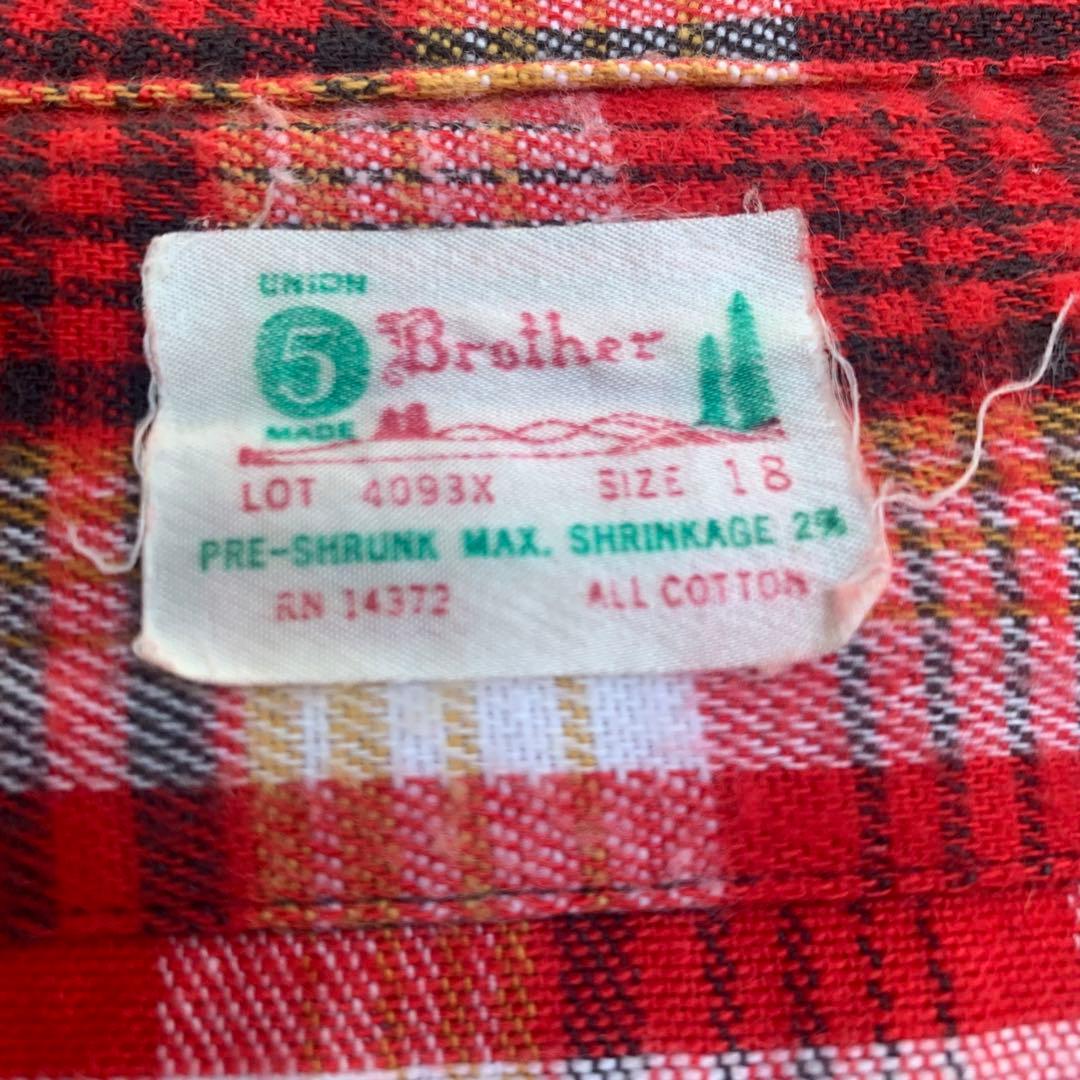 UNION
5 Brother
MADE
LOT 4093X SIZE 18
PRE-SHRUNK MAX. SHRINKAGE 2%
RN 14372 ALL COTTON